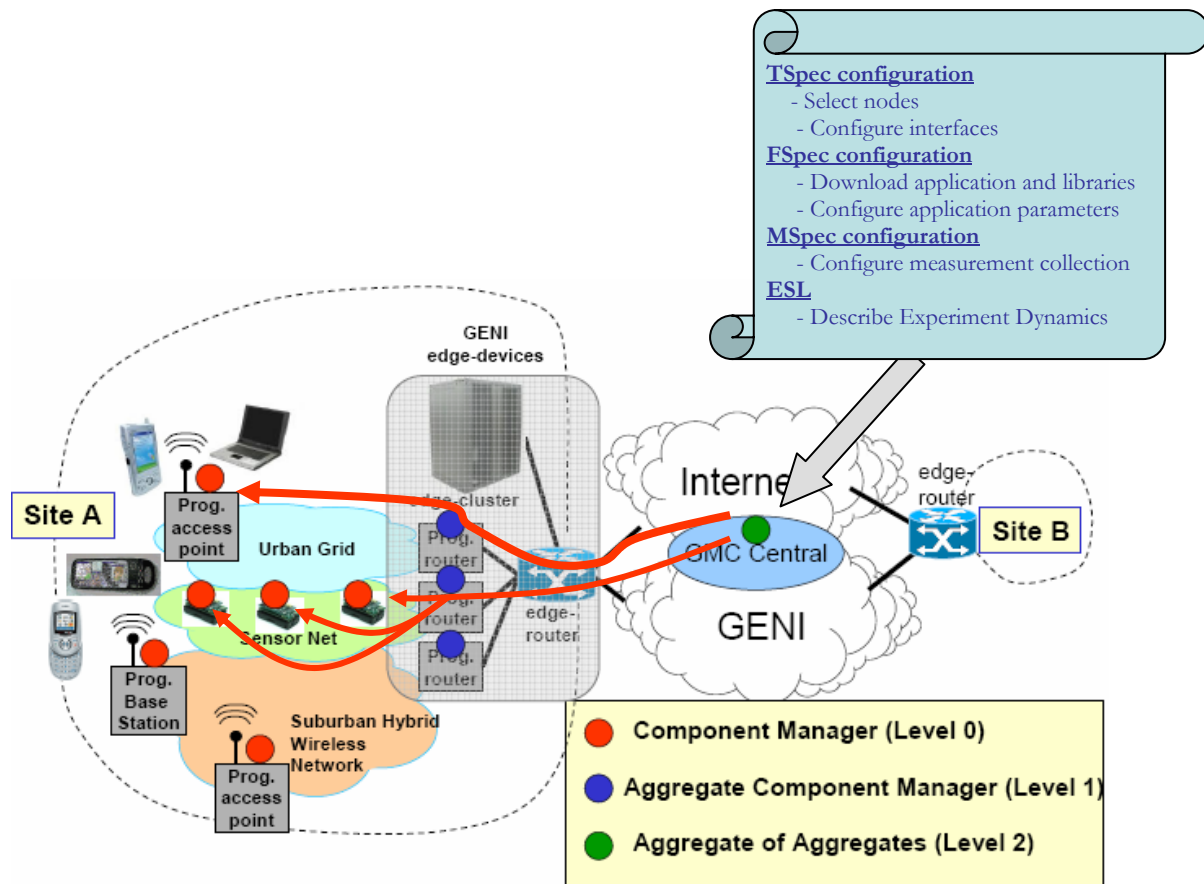 TSpec configuration
- Select nodes
- Configure interfaces
FSpec configuration
- Download application and libraries
- Configure application parameters
MSpec configuration
- Configure measurement collection
ESL
- Describe Experiment Dynamics
GENI
edge-devices
edge-cluster
Site A
Prog.
access
point
Urban Grid
Prog.
router
Prog.
router
Prog.
router
edge-
router
Sensor Net
Prog.
Base
Station
Suburban Hybrid
Wireless
Network
Prog.
access
point
Internet
GMC Central
GENI
edge-
router
Site B
Component Manager (Level 0)
Aggregate Component Manager (Level 1)
Aggregate of Aggregates (Level 2)